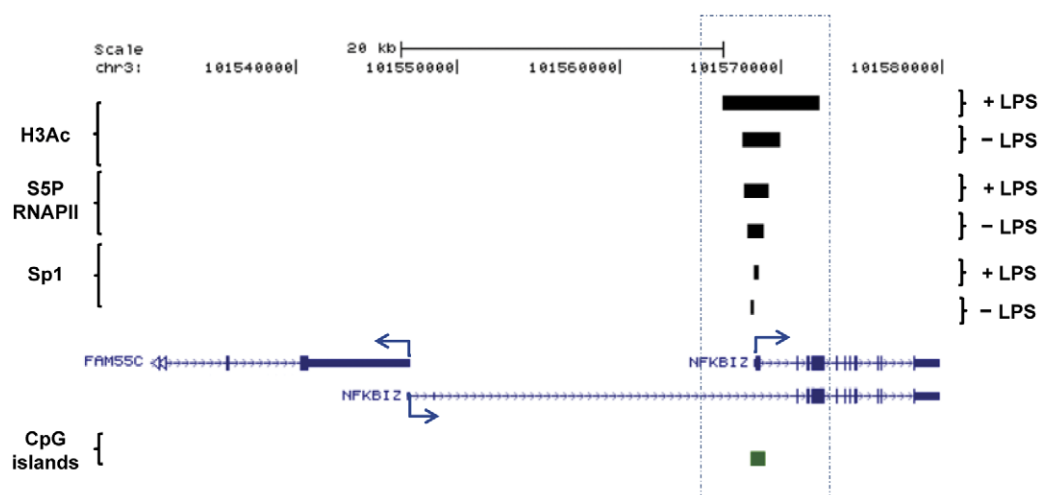 Scale 20 kb
chr3: 101540000 101550000 101560000 101570000 101580000
H3Ac
+ LPS
− LPS
S5P
RNAPII
+ LPS
− LPS
Sp1
+ LPS
− LPS
FAM55C NFKBIZ
NFKBIZ
CpG
islands